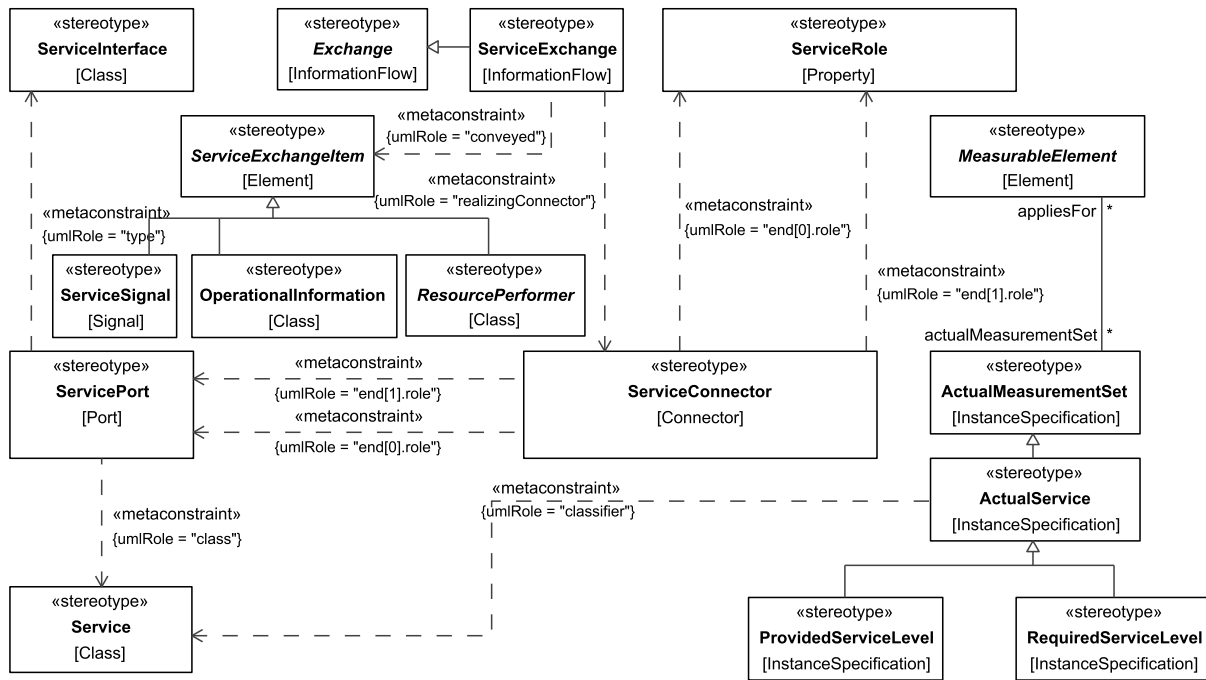 «stereotype»
ServiceInterface
[Class]
«stereotype»
Exchange
[InformationFlow]
«stereotype»
ServiceExchange
[InformationFlow]
«stereotype»
ServiceRole
[Property]
«metaconstraint»
{umlRole = "conveyed"}
«stereotype»
ServiceExchangeItem
[Element]
«stereotype»
MeasurableElement
[Element]
«metaconstraint»
{umlRole = "realizingConnector"}
«metaconstraint»
{umlRole = "type"}
«metaconstraint»
{umlRole = "end[0].role"}
appliesFor *
«stereotype»
ServiceSignal
[Signal]
«stereotype»
OperationalInformation
[Class]
«stereotype»
ResourcePerformer
[Class]
«metaconstraint»
{umlRole = "end[1].role"}
actualMeasurementSet *
«stereotype»
ServicePort
[Port]
«metaconstraint»
{umlRole = "end[1].role"}
«metaconstraint»
{umlRole = "end[0].role"}
«stereotype»
ServiceConnector
[Connector]
«stereotype»
ActualMeasurementSet
[InstanceSpecification]
«stereotype»
ActualService
[InstanceSpecification]
«metaconstraint»
{umlRole = "classifier"}
«metaconstraint»
{umlRole = "class"}
«stereotype»
Service
[Class]
«stereotype»
ProvidedServiceLevel
[InstanceSpecification]
«stereotype»
RequiredServiceLevel
[InstanceSpecification]